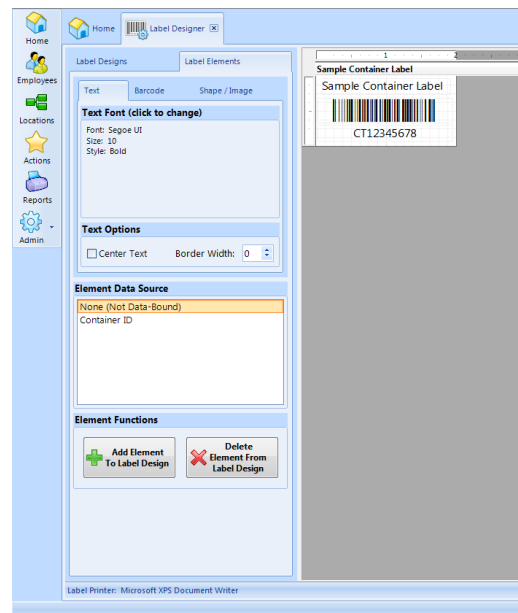 Home
Employees
Locations
Actions
Reports
Admin
Home
Label Designer
Label Designs
Label Elements
Text
Barcode
Shape / Image
Text Font (click to change)
Font: Segoe UI
Size: 10
Style: Bold
Text Options
Center Text
Border Width: 0
Element Data Source
None (Not Data-Bound)
Container ID
Element Functions
Add Element
To Label Design
Delete
Element From
Label Design
Label Printer: Microsoft XPS Document Writer
1 2
Sample Container Label
Sample Container Label
CT12345678